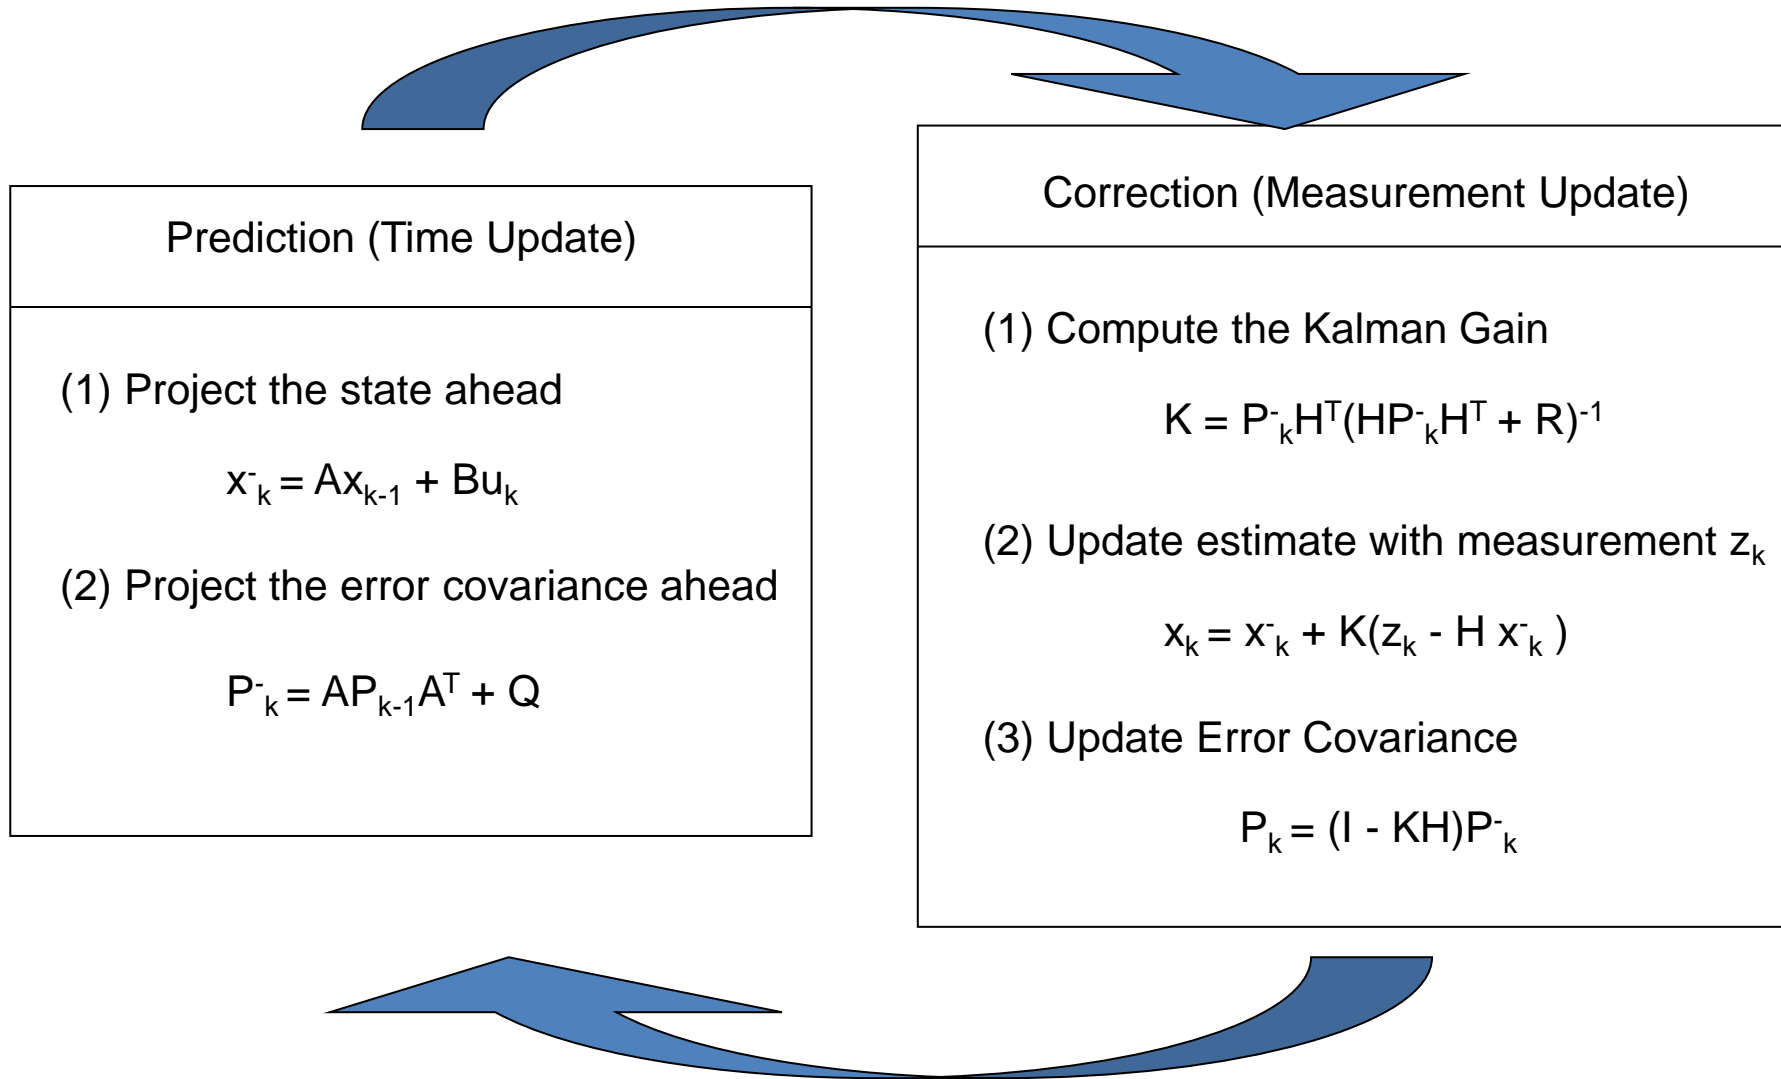 Prediction (Time Update)
(1) Project the state ahead
x⁻ₖ = Axₖ₋₁ + Buₖ
(2) Project the error covariance ahead
P⁻ₖ = APₖ₋₁Aᵀ + Q
Correction (Measurement Update)
(1) Compute the Kalman Gain
K = P⁻ₖHᵀ(HP⁻ₖHᵀ + R)⁻¹
(2) Update estimate with measurement zₖ
xₖ = x⁻ₖ + K(zₖ - H x⁻ₖ )
(3) Update Error Covariance
Pₖ = (I - KH)P⁻ₖ